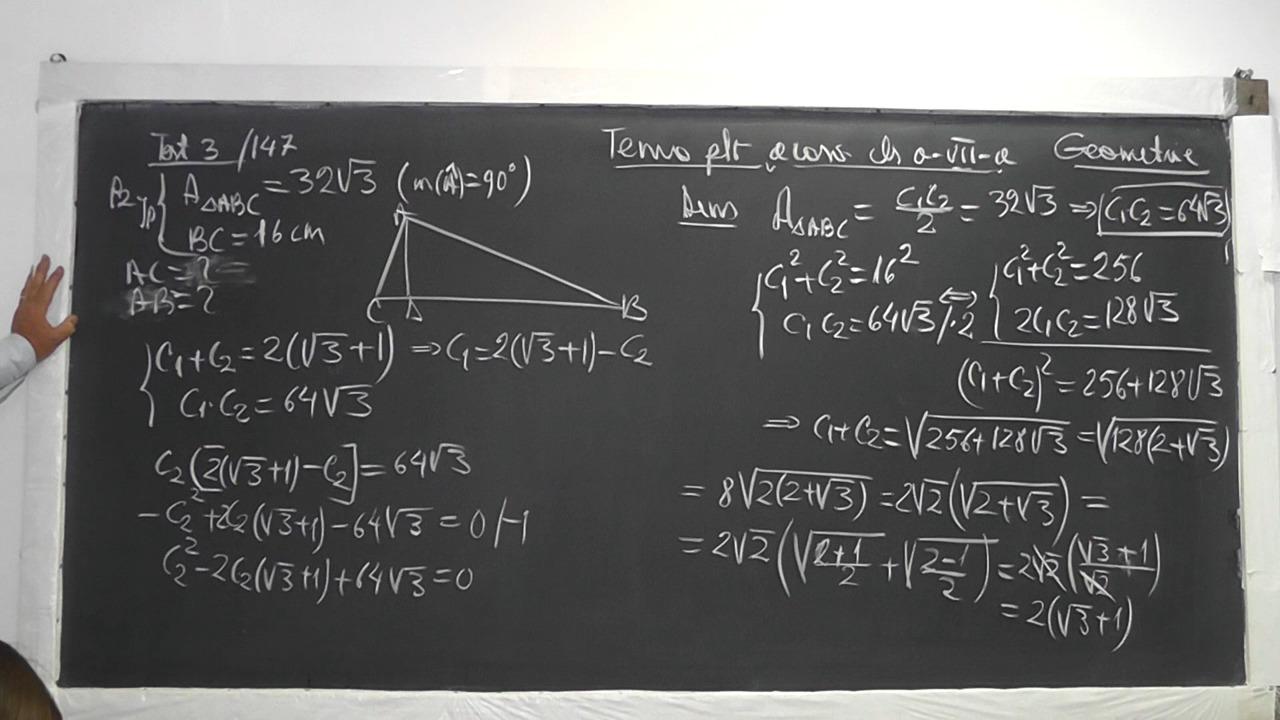 Test 3 /147
A△ABC = 32√3 (m(Â)=90°)
BC = 16 cm
AC = ?
AB = ?
A
C D B
{ C₁+C₂ = 2(√3+1) ⇒ C₁ = 2(√3+1) - C₂
C₁·C₂ = 64√3
C₂[2(√3+1) - C₂] = 64√3
-C₂² + 2C₂(√3+1) - 64√3 = 0 /·-1
C₂² - 2C₂(√3+1) + 64√3 = 0
a-VII-a Geometrie
Dem A△ABC = C₁C₂/2 = 32√3 ⇒ C₁C₂ = 64√3
{ C₁² + C₂² = 16² { C₁² + C₂² = 256
C₁C₂ = 64√3 /·2 ⇔ 2C₁C₂ = 128√3
(C₁+C₂)² = 256+128√3
⇒ C₁+C₂ = √(256+128√3) = √(128(2+√3))
= 8√(2(2+√3)) = 2√2(√(2+√3)) =
= 2√2(√((2+1)/2) + √((2-1)/2)) = 2√2((√3+1)/√2)
= 2(√3+1)